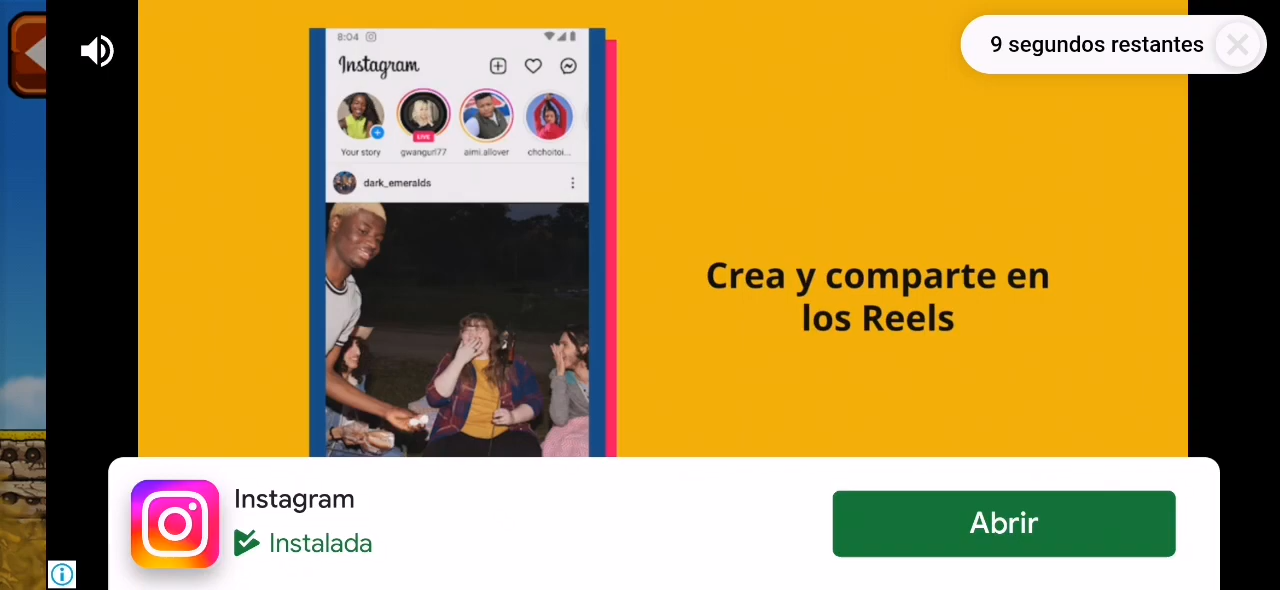 9 segundos restantes
8:04
Instagram
LIVE
Your story
gwangurl77
aimi.allover
chchoitoi...
dark_emeralds
Crea y comparte en
los Reels
Instagram
Instalada
Abrir